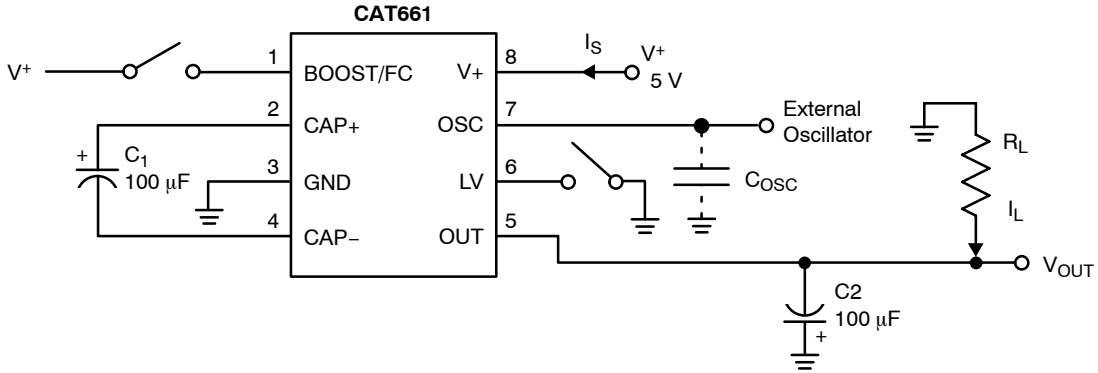 CAT661
V+
1
BOOST/FC
2
CAP+
3
GND
4
CAP−
+
C1
100 μF
V+
8
IS
V+
5 V
OSC
7
External
Oscillator
LV
6
COSC
OUT
5
RL
IL
VOUT
C2
100 μF
+